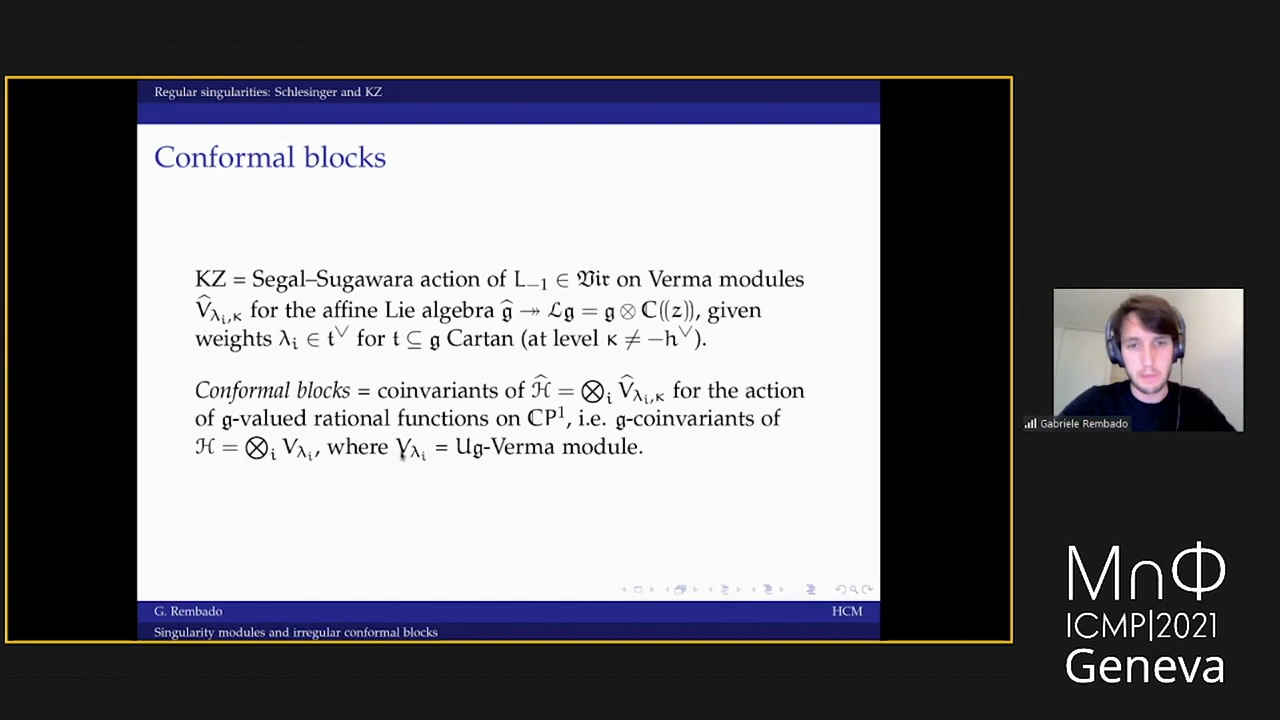 Regular singularities: Schlesinger and KZ
Conformal blocks
KZ = Segal–Sugawara action of L₋₁ ∈ 𝔙𝔦𝔯 on Verma modules
V̂_{λᵢ,κ} for the affine Lie algebra 𝔤̂ ↠ ℒ𝔤 = 𝔤 ⊗ ℂ((z)), given
weights λᵢ ∈ 𝔱^∨ for 𝔱 ⊆ 𝔤 Cartan (at level κ ≠ −h^∨).
Conformal blocks = coinvariants of ℋ̂ = ⨂ᵢ V̂_{λᵢ,κ} for the action
of 𝔤-valued rational functions on ℂP¹, i.e. 𝔤-coinvariants of
ℋ = ⨂ᵢ V_{λᵢ}, where V_{λᵢ} = U𝔤-Verma module.
G. Rembado
HCM
Singularity modules and irregular conformal blocks
Gabriele Rembado
M∩Φ
ICMP|2021
Geneva